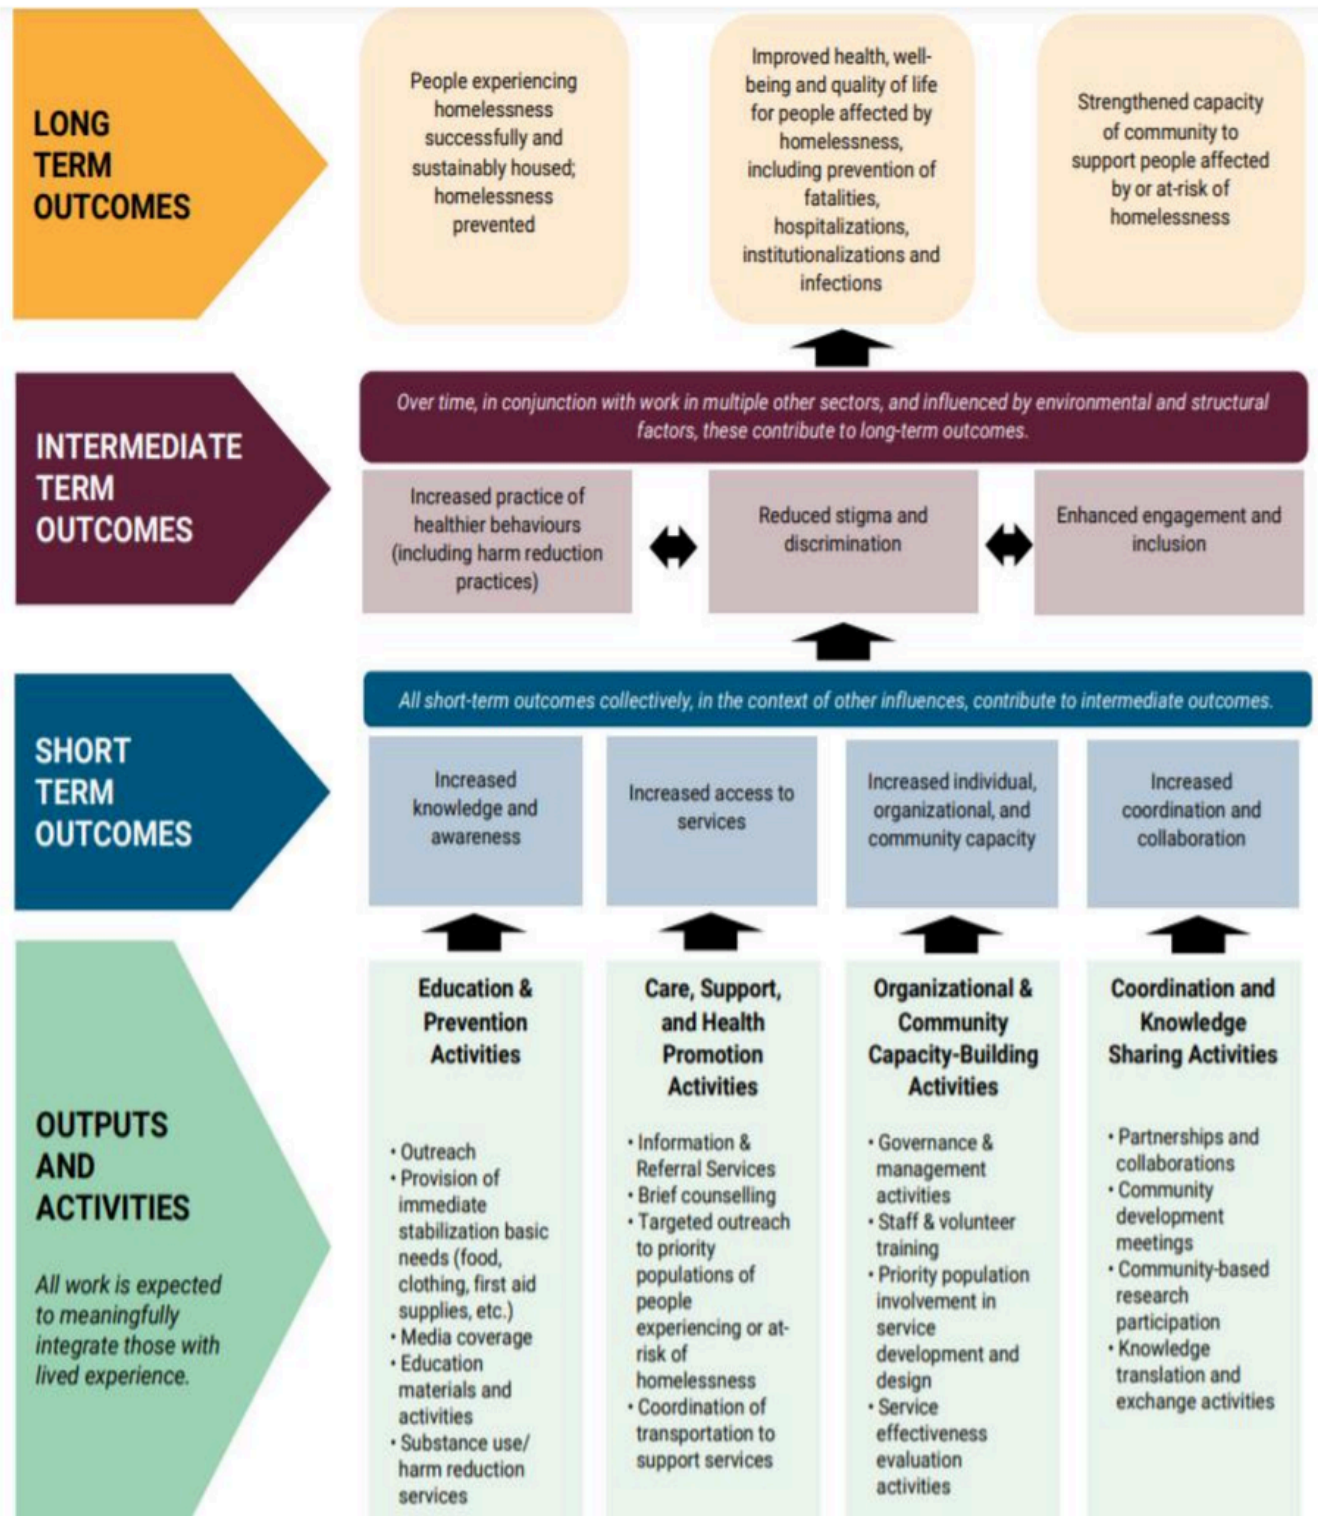 LONG
TERM
OUTCOMES
People experiencing
homelessness
successfully and
sustainably housed;
homelessness
prevented
Improved health, well-
being and quality of life
for people affected by
homelessness,
including prevention of
fatalities,
hospitalizations,
institutionalizations and
infections
Strengthened capacity
of community to
support people affected
by or at-risk of
homelessness
INTERMEDIATE
TERM
OUTCOMES
Over time, in conjunction with work in multiple other sectors, and influenced by environmental and structural
factors, these contribute to long-term outcomes.
Increased practice of
healthier behaviours
(including harm reduction
practices)
Reduced stigma and
discrimination
Enhanced engagement and
inclusion
SHORT
TERM
OUTCOMES
All short-term outcomes collectively, in the context of other influences, contribute to intermediate outcomes.
Increased
knowledge and
awareness
Increased access to
services
Increased individual,
organizational, and
community capacity
Increased
coordination and
collaboration
OUTPUTS
AND
ACTIVITIES
All work is expected
to meaningfully
integrate those with
lived experience.
Education &
Prevention
Activities
• Outreach
• Provision of
immediate
stabilization basic
needs (food,
clothing, first aid
supplies, etc.)
• Media coverage
• Education
materials and
activities
• Substance use/
harm reduction
services
Care, Support,
and Health
Promotion
Activities
• Information &
Referral Services
• Brief counselling
• Targeted outreach
to priority
populations of
people
experiencing or at-
risk of
homelessness
• Coordination of
transportation to
support services
Organizational &
Community
Capacity-Building
Activities
• Governance &
management
activities
• Staff & volunteer
training
• Priority population
involvement in
service
development and
design
• Service
effectiveness
evaluation
activities
Coordination and
Knowledge
Sharing Activities
• Partnerships and
collaborations
• Community
development
meetings
• Community-based
research
participation
• Knowledge
translation and
exchange activities